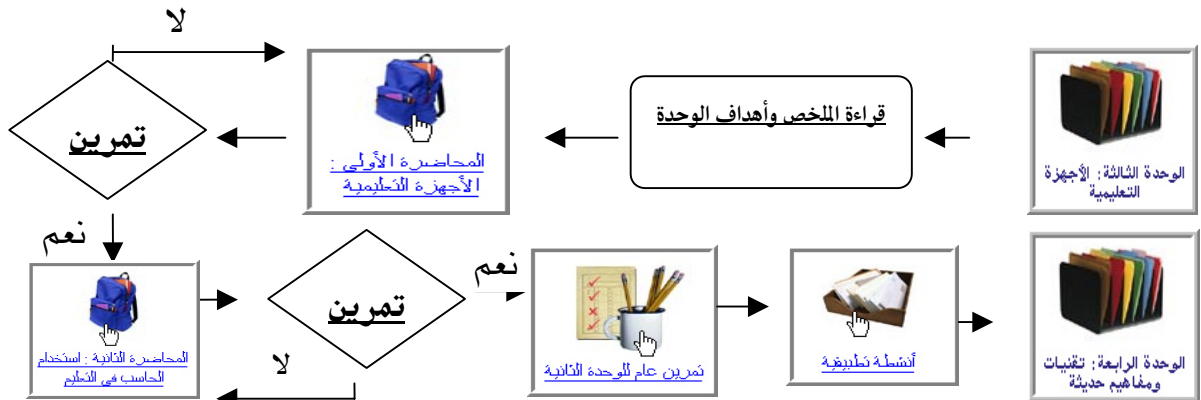 الوحدة الثالثة: الأجهزة
التعليمية
قراءة الملخص وأهداف الوحدة
المحاضرة الأولى :
الأجهزة التعليمية
لا
تمرين
نعم
المحاضرة الثانية : استخدام
الحاسب في التعليم
تمرين
لا
نعم
تمرين عام للوحدة الثانية
أنشطة تطبيقية
الوحدة الرابعة: تقنيات
ومفاهيم حديثة